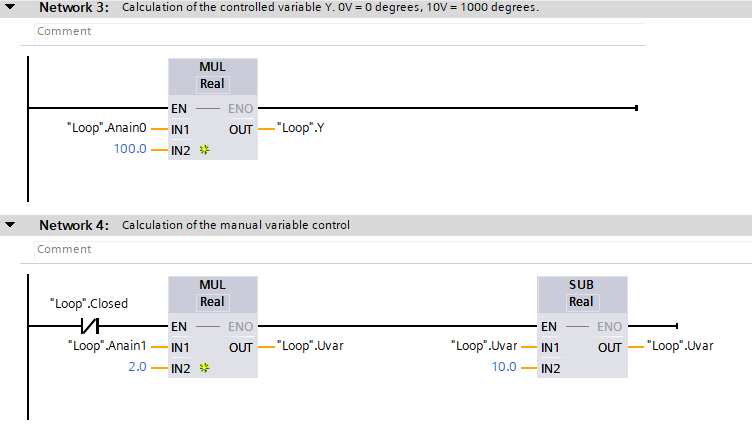 Network 3: Calculation of the controlled variable Y. 0V = 0 degrees, 10V = 1000 degrees.
Comment
MUL
Real
EN ENO
"Loop".Anain0 IN1 OUT "Loop".Y
100.0 IN2
Network 4: Calculation of the manual variable control
Comment
MUL SUB
"Loop".Closed Real Real
EN ENO EN ENO
"Loop".Anain1 IN1 OUT "Loop".Uvar "Loop".Uvar IN1 OUT "Loop".Uvar
2.0 IN2 10.0 IN2